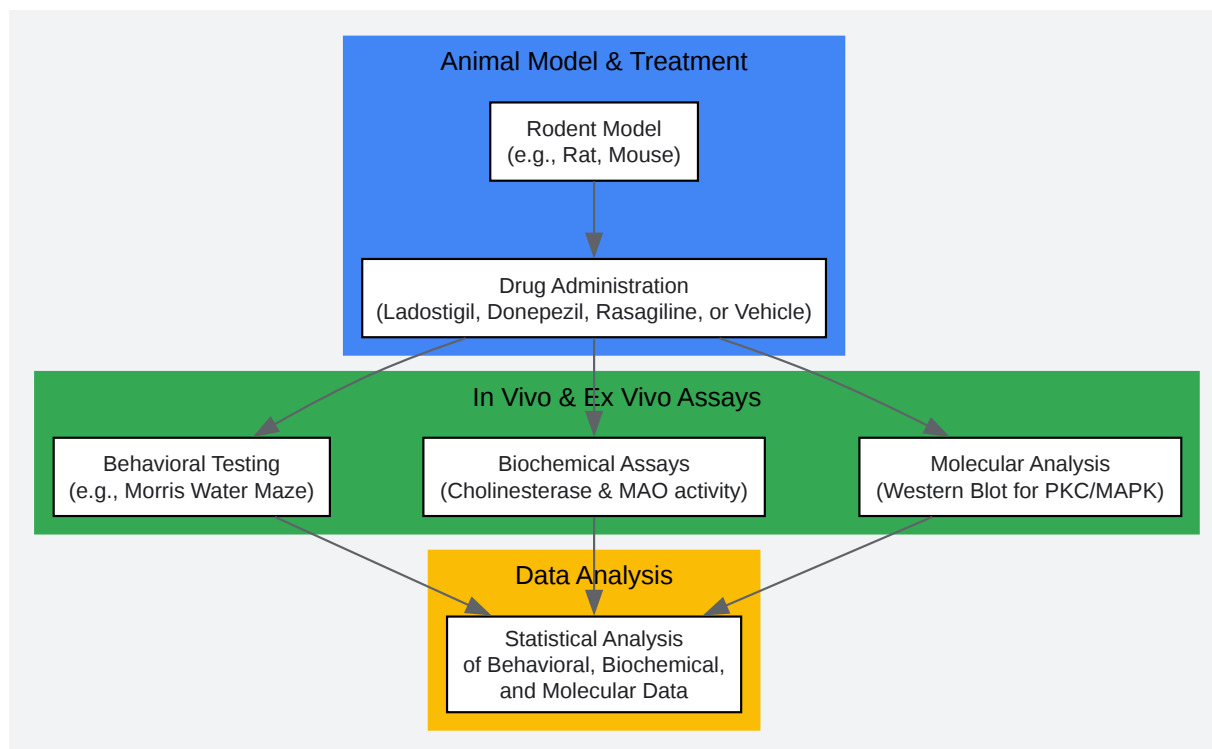 Animal Model & Treatment
Rodent Model
(e.g., Rat, Mouse)
Drug Administration
(Ladostigil, Donepezil, Rasagiline, or Vehicle)
In Vivo & Ex Vivo Assays
Behavioral Testing
(e.g., Morris Water Maze)
Biochemical Assays
(Cholinesterase & MAO activity)
Molecular Analysis
(Western Blot for PKC/MAPK)
Data Analysis
Statistical Analysis
of Behavioral, Biochemical,
and Molecular Data